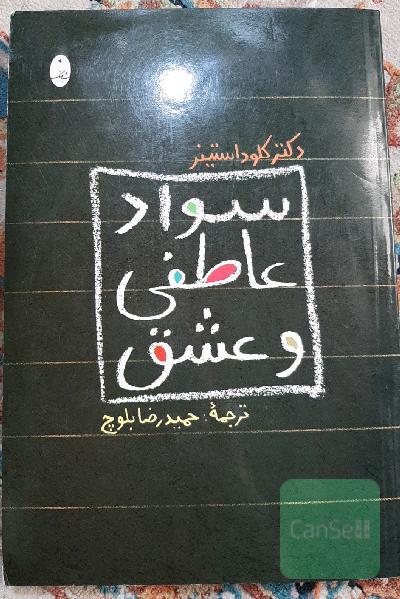 دکتر کلود استینر
سواد
عاطفی
و عشق
ترجمهٔ: حمیدرضا بلوچ
CanSell